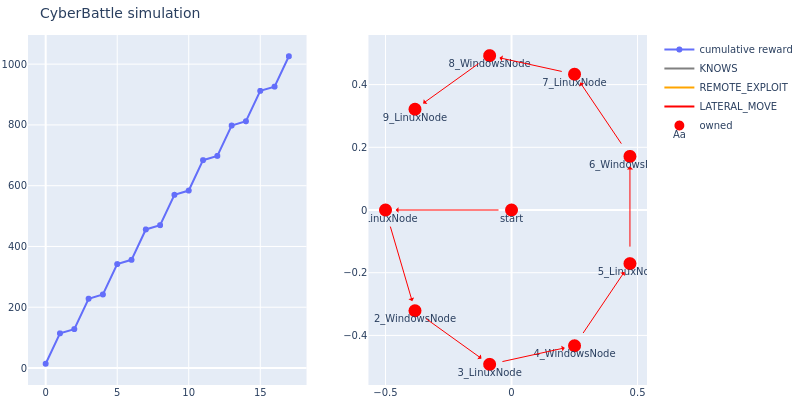 CyberBattle simulation
1000
800
600
400
200
0
0
5
10
15
0.4
0.2
0
−0.2
−0.4
−0.5
0
0.5
8_WindowsNode
7_LinuxNode
9_LinuxNode
6_Windows
LinuxNode
start
5_LinuxNo
2_WindowsNode
4_WindowsNode
3_LinuxNode
cumulative reward
KNOWS
REMOTE_EXPLOIT
LATERAL_MOVE
owned
Aa